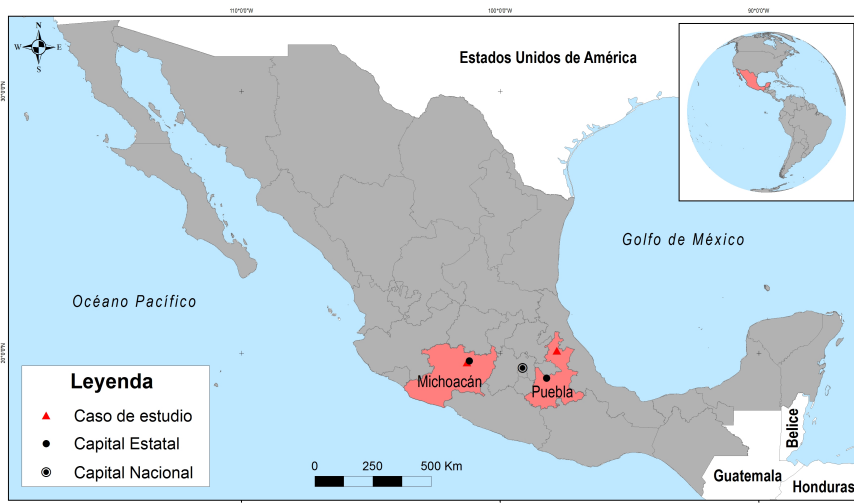 110°0'0"W
100°0'0"W
90°0'0"W
N
W
E
S
30°0'0"N
20°0'0"N
Estados Unidos de América
Golfo de México
Océano Pacífico
Michoacán
Puebla
Belice
Guatemala
Honduras
Leyenda
Caso de estudio
Capital Estatal
Capital Nacional
0 250 500 Km